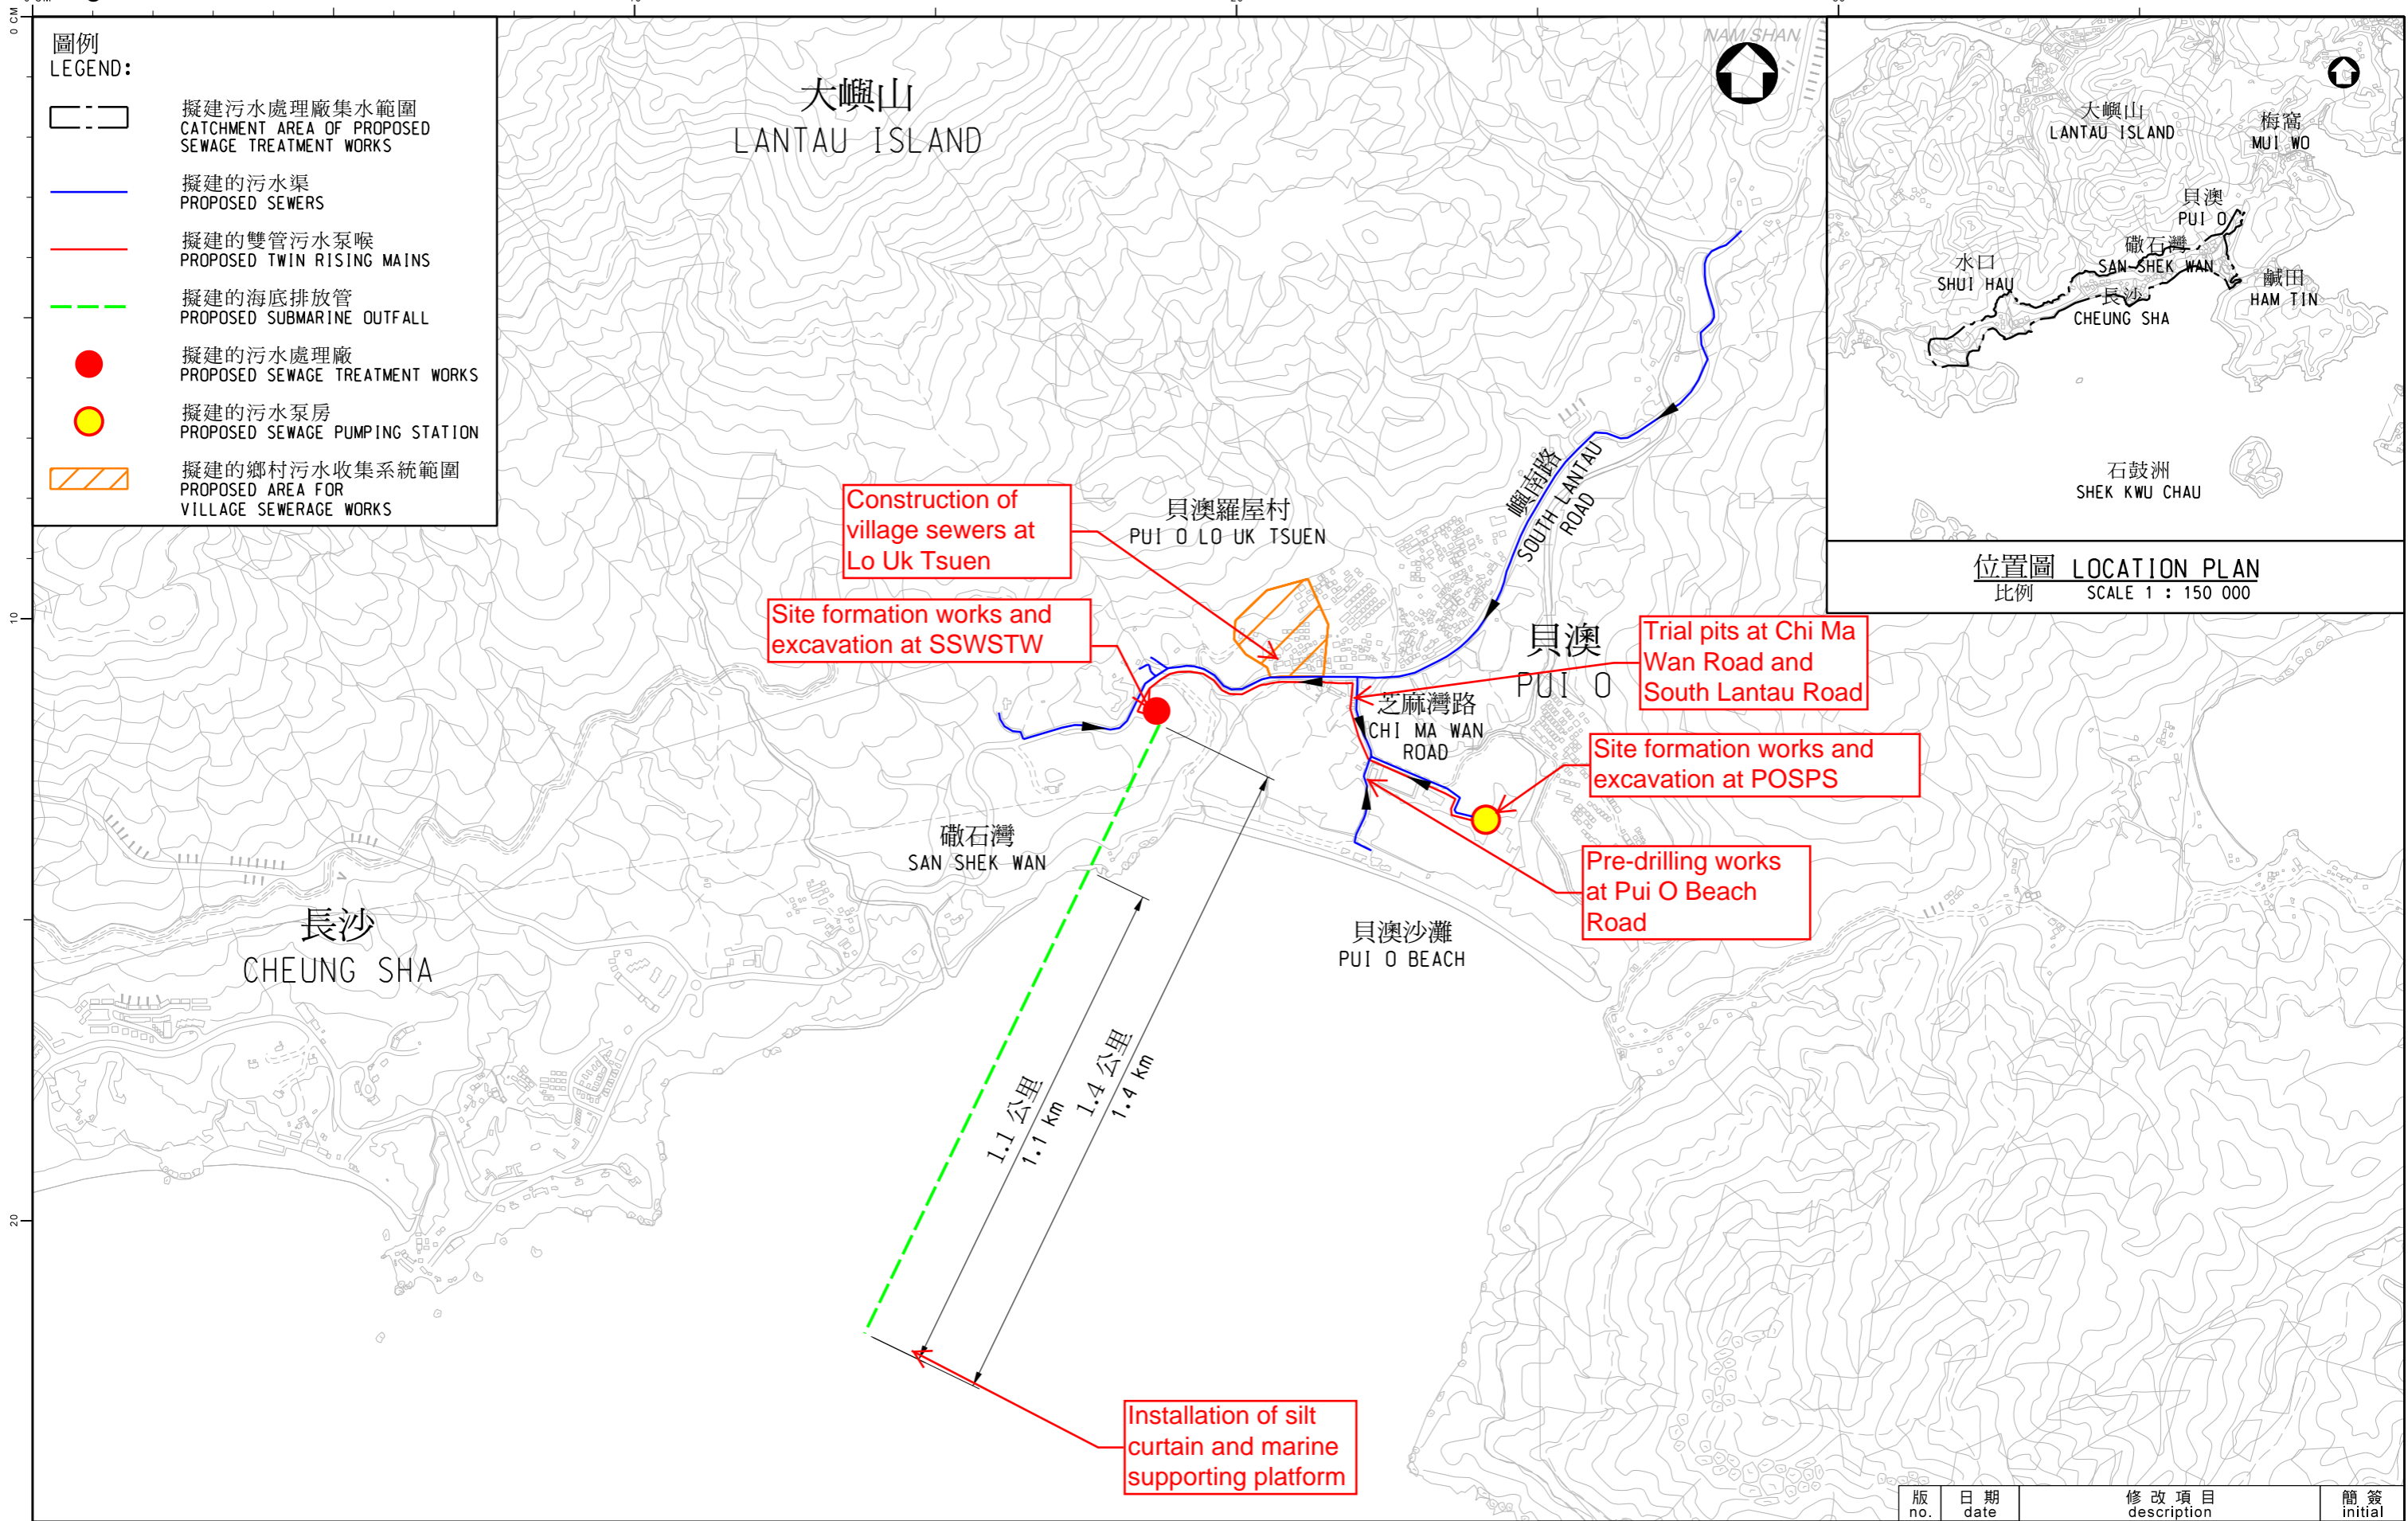 圖例
LEGEND:
擬建污水處理廠集水範圍
CATCHMENT AREA OF PROPOSED
SEWAGE TREATMENT WORKS
擬建的污水渠
PROPOSED SEWERS
擬建的雙管污水泵喉
PROPOSED TWIN RISING MAINS
擬建的海底排放管
PROPOSED SUBMARINE OUTFALL
擬建的污水處理廠
PROPOSED SEWAGE TREATMENT WORKS
擬建的污水泵房
PROPOSED SEWAGE PUMPING STATION
擬建的鄉村污水收集系統範圍
PROPOSED AREA FOR
VILLAGE SEWERAGE WORKS
大嶼山
LANTAU ISLAND
NAM SHAN
大嶼山
LANTAU ISLAND
梅窩
MUI WO
貝澳
PUI O
磡石灣
SAN SHEK WAN
水口
SHUI HAU
鹹田
HAM TIN
長沙
CHEUNG SHA
石鼓洲
SHEK KWU CHAU
位置圖 LOCATION PLAN
比例 SCALE 1 : 150 000
Construction of
village sewers at
Lo Uk Tsuen
貝澳羅屋村
PUI O LO UK TSUEN
嶼南路
SOUTH LANTAU
ROAD
Site formation works and
excavation at SSWSTW
貝澳
PUI O
Trial pits at Chi Ma
Wan Road and
South Lantau Road
芝麻灣路
CHI MA WAN
ROAD
Site formation works and
excavation at POSPS
磡石灣
SAN SHEK WAN
Pre-drilling works
at Pui O Beach
Road
長沙
CHEUNG SHA
貝澳沙灘
PUI O BEACH
1.1 公里
1.1 km
1.4 公里
1.4 km
Installation of silt
curtain and marine
supporting platform
版 日期 修改項目 簡簽
no. date description initial
0 CM
10
20